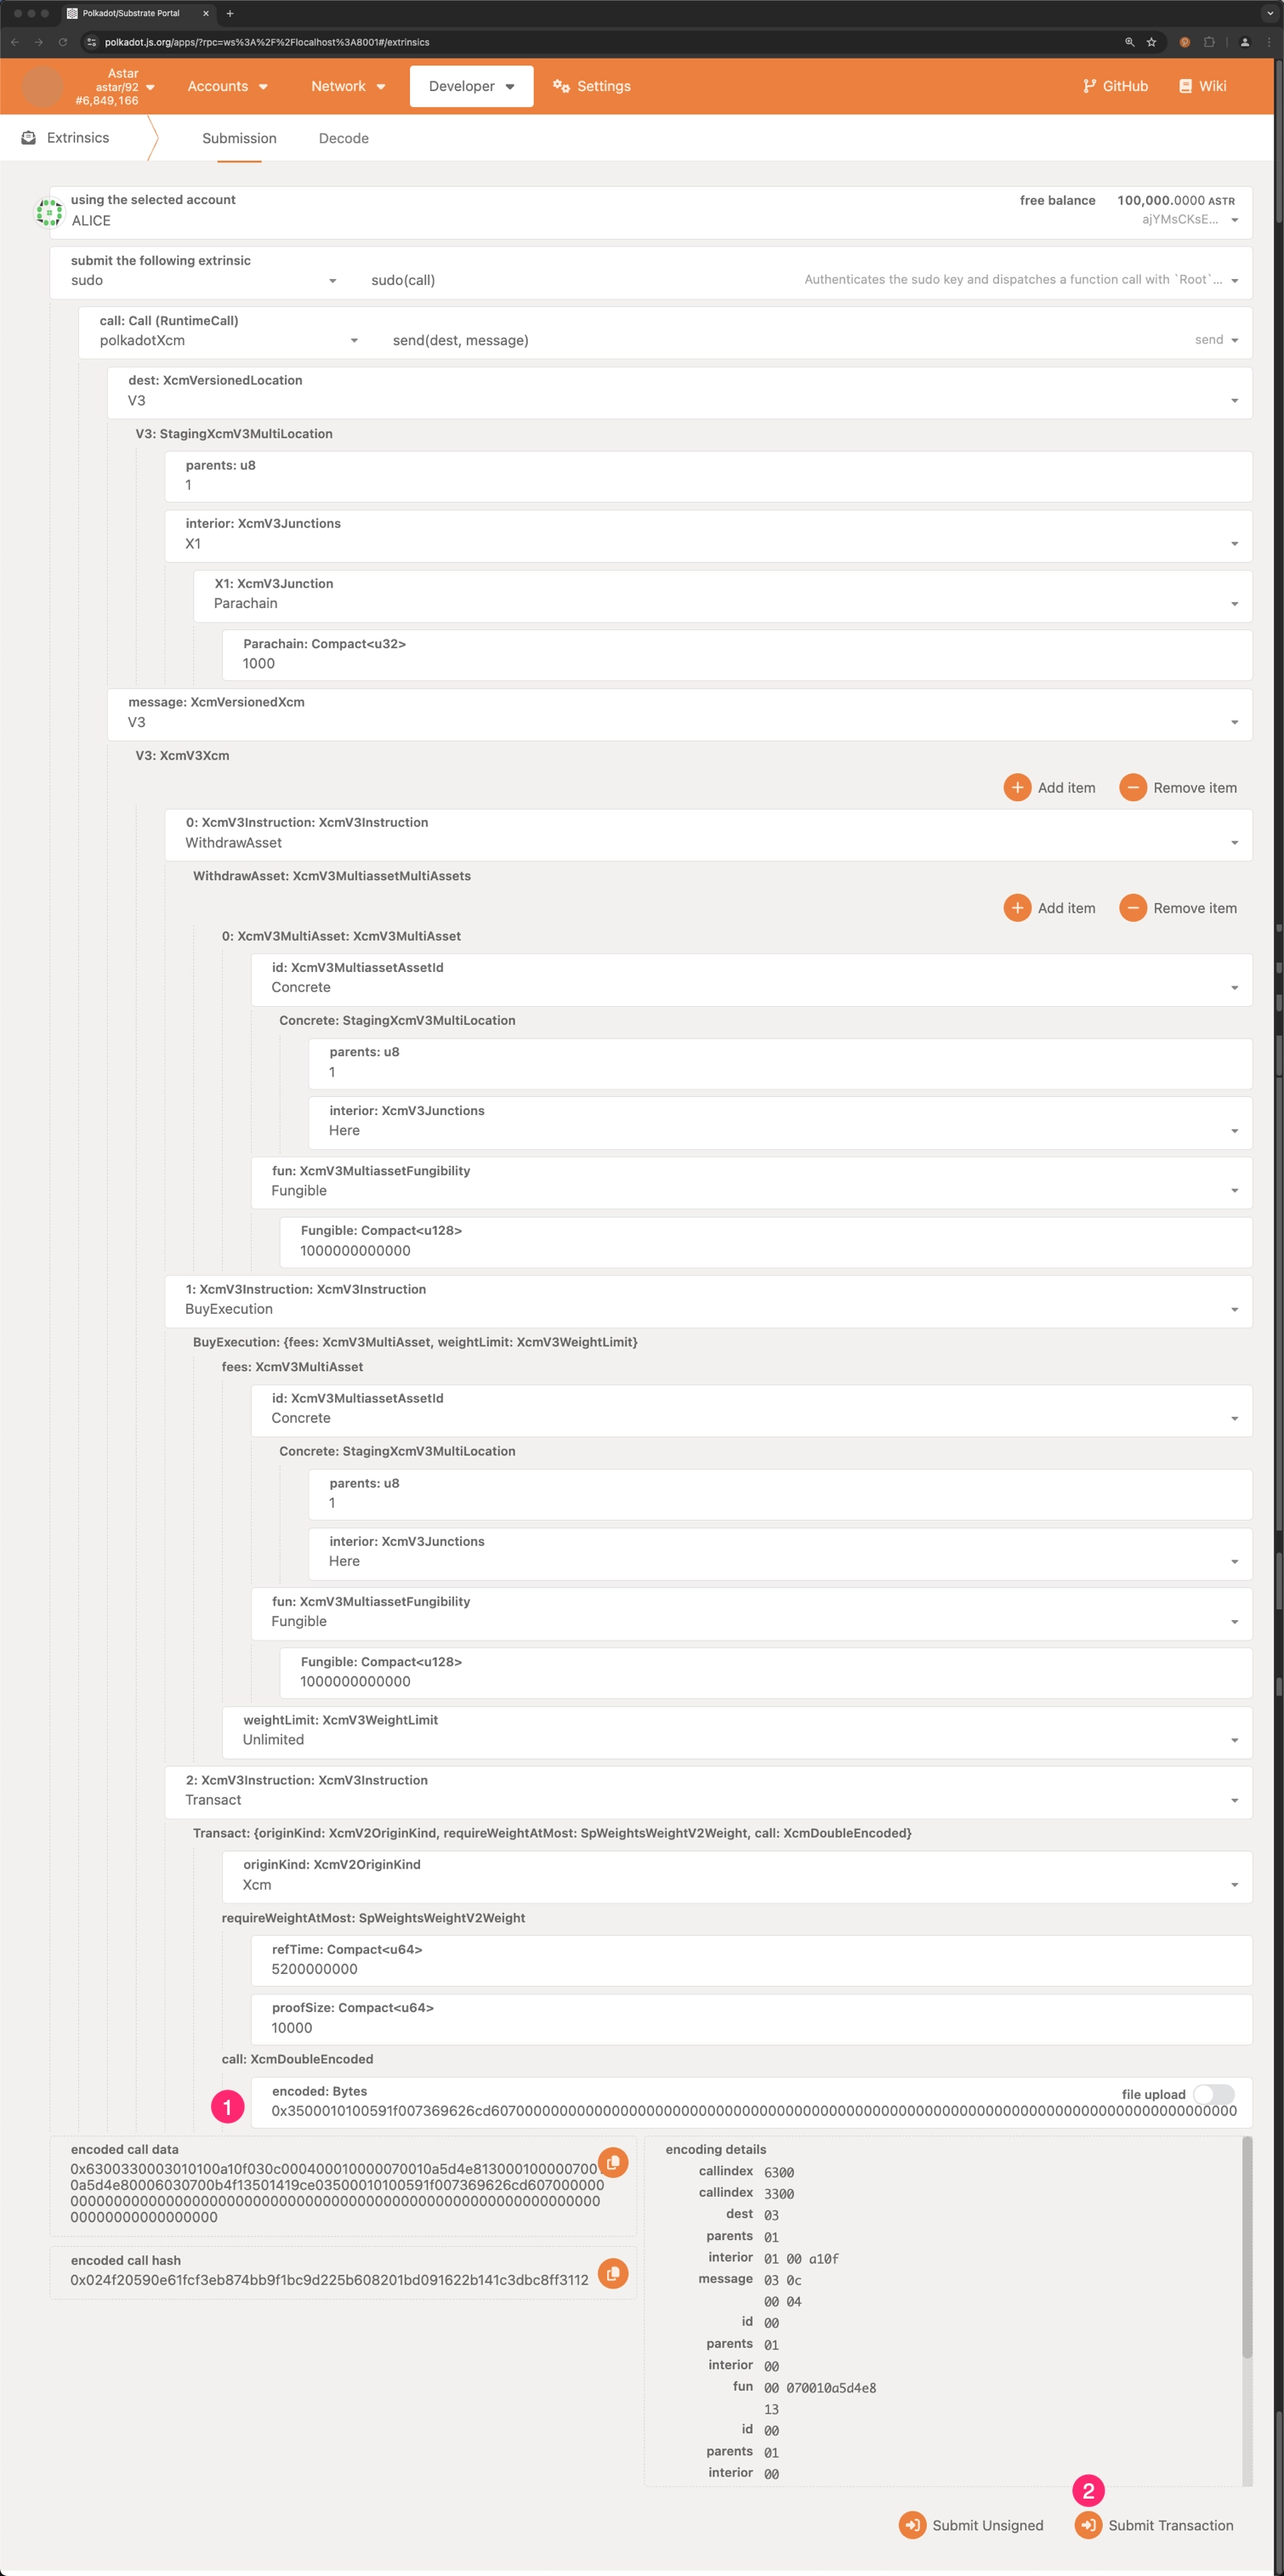 Polkadot/Substrate Portal
polkadot.js.org/apps/?rpc=ws%3A%2F%2Flocalhost%3A8001#/extrinsics
Astar
astar/92
#6,849,166
Accounts
Network
Developer
Settings
GitHub
Wiki
Extrinsics
Submission
Decode
using the selected account
ALICE
free balance 100,000.0000 ASTR
ajYMsCKsE...
submit the following extrinsic
sudo
sudo(call)
Authenticates the sudo key and dispatches a function call with `Root`...
call: Call (RuntimeCall)
polkadotXcm
send(dest, message)
send
dest: XcmVersionedLocation
V3
V3: StagingXcmV3MultiLocation
parents: u8
1
interior: XcmV3Junctions
X1
X1: XcmV3Junction
Parachain
Parachain: Compact<u32>
1000
message: XcmVersionedXcm
V3
V3: XcmV3Xcm
Add item
Remove item
0: XcmV3Instruction: XcmV3Instruction
WithdrawAsset
WithdrawAsset: XcmV3MultiassetMultiAssets
Add item
Remove item
0: XcmV3MultiAsset: XcmV3MultiAsset
id: XcmV3MultiassetAssetId
Concrete
Concrete: StagingXcmV3MultiLocation
parents: u8
1
interior: XcmV3Junctions
Here
fun: XcmV3MultiassetFungibility
Fungible
Fungible: Compact<u128>
1000000000000
1: XcmV3Instruction: XcmV3Instruction
BuyExecution
BuyExecution: {fees: XcmV3MultiAsset, weightLimit: XcmV3WeightLimit}
fees: XcmV3MultiAsset
id: XcmV3MultiassetAssetId
Concrete
Concrete: StagingXcmV3MultiLocation
parents: u8
1
interior: XcmV3Junctions
Here
fun: XcmV3MultiassetFungibility
Fungible
Fungible: Compact<u128>
1000000000000
weightLimit: XcmV3WeightLimit
Unlimited
2: XcmV3Instruction: XcmV3Instruction
Transact
Transact: {originKind: XcmV2OriginKind, requireWeightAtMost: SpWeightsWeightV2Weight, call: XcmDoubleEncoded}
originKind: XcmV2OriginKind
Xcm
requireWeightAtMost: SpWeightsWeightV2Weight
refTime: Compact<u64>
5200000000
proofSize: Compact<u64>
10000
call: XcmDoubleEncoded
1
encoded: Bytes
file upload
encoded call data
0a5d4e80006030700b4f13501419ce03500010100591f007369626cd607000000
encoded call hash
0x024f20590e61fcf3eb874bb9f1bc9d225b608201bd091622b141c3dbc8ff3112
encoding details
callindex 6300
callindex 3300
dest 03
parents 01
interior 01 00 a10f
message 03 0c
00 04
id 00
parents 01
interior 00
fun 00 070010a5d4e8
13
id 00
parents 01
interior 00
2
Submit Unsigned
Submit Transaction